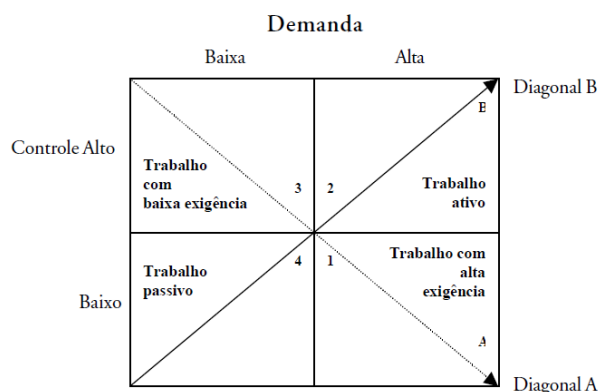 Demanda
Baixa
Alta
Diagonal B
B
Controle Alto
Trabalho
com
baixa exigência
3
2
Trabalho
ativo
Trabalho
passivo
4
1
Trabalho com
alta
exigência
Baixo
A
Diagonal A